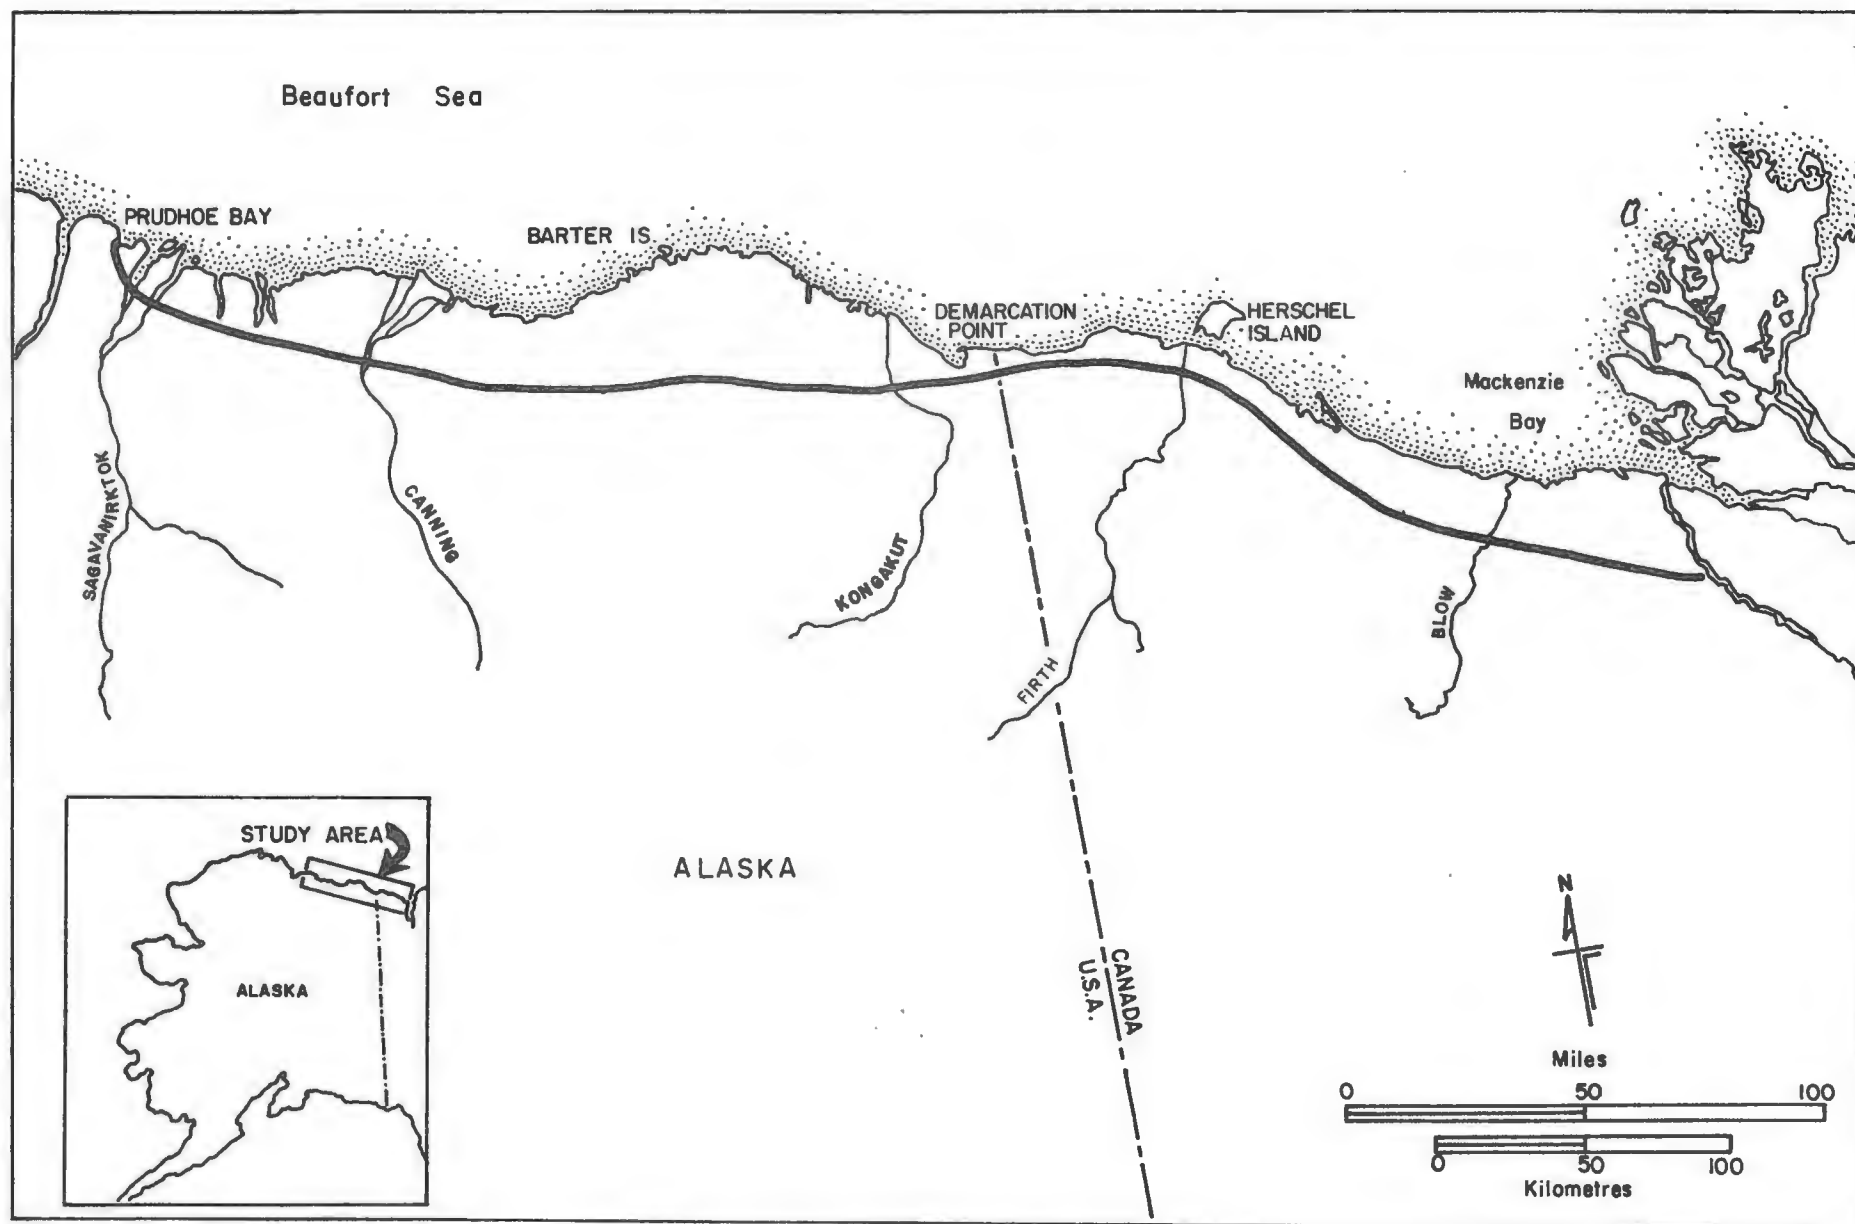 Beaufort Sea
PRUDHOE BAY
BARTER IS.
DEMARCATION
POINT
HERSCHEL
ISLAND
Mackenzie
Bay
SAGAVANIRKTOK
CANNING
KONGAKUT
FIRTH
BLOW
STUDY AREA
ALASKA
ALASKA
CANADA
U.S.A.
N
Miles
0 50 100
0 50 100
Kilometres